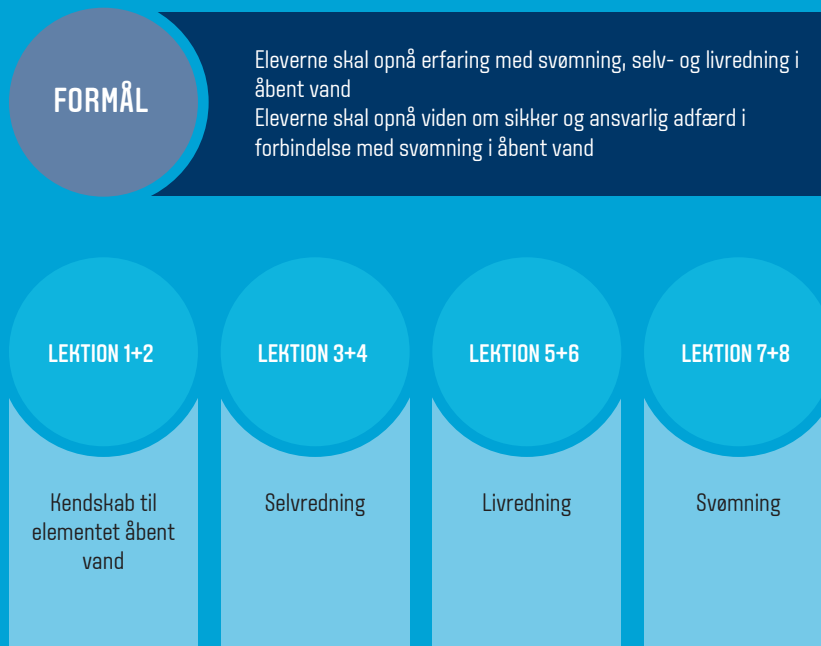 FORMÅL
Eleverne skal opnå erfaring med svømning, selv- og livredning i
åbent vand
Eleverne skal opnå viden om sikker og ansvarlig adfærd i
forbindelse med svømning i åbent vand
LEKTION 1+2
LEKTION 3+4
LEKTION 5+6
LEKTION 7+8
Kendskab til
elementet åbent
vand
Selvredning
Livredning
Svømning